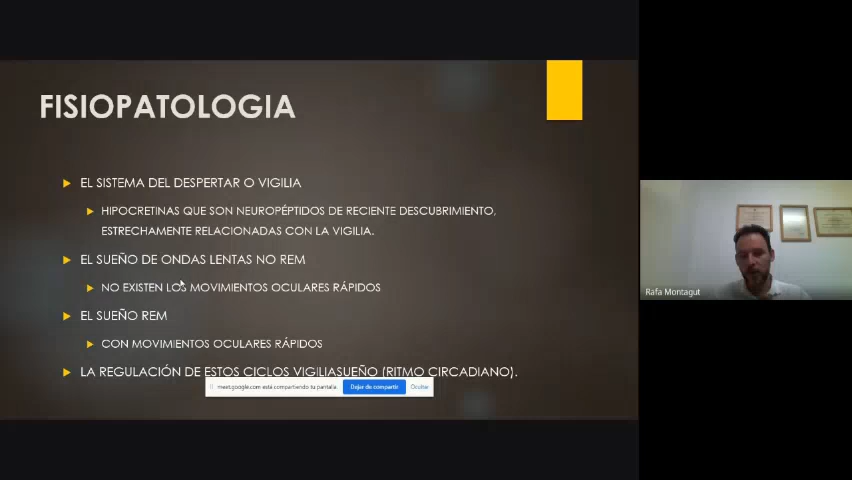 FISIOPATOLOGIA
EL SISTEMA DEL DESPERTAR O VIGILIA
HIPOCRETINAS QUE SON NEUROPÉPTIDOS DE RECIENTE DESCUBRIMIENTO,
ESTRECHAMENTE RELACIONADAS CON LA VIGILIA.
EL SUEÑO DE ONDAS LENTAS NO REM
NO EXISTEN LOS MOVIMIENTOS OCULARES RÁPIDOS
EL SUEÑO REM
CON MOVIMIENTOS OCULARES RÁPIDOS
LA REGULACIÓN DE ESTOS CICLOS VIGILIASUEÑO (RITMO CIRCADIANO).
meet.google.com está compartiendo tu pantalla. Dejar de compartir Ocultar
Rafa Montagut